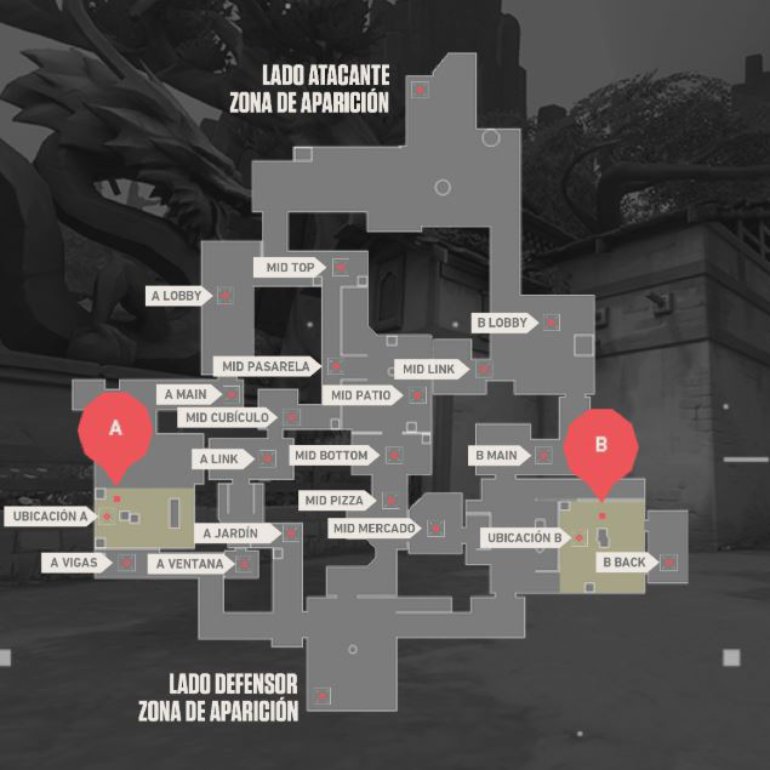 LADO ATACANTE
ZONA DE APARICIÓN
MID TOP
A LOBBY
B LOBBY
MID PASARELA
MID LINK
A MAIN
MID PATIO
MID CUBÍCULO
A
B
A LINK
MID BOTTOM
B MAIN
MID PIZZA
UBICACIÓN A
MID MERCADO
A JARDÍN
UBICACIÓN B
A VIGAS
A VENTANA
B BACK
LADO DEFENSOR
ZONA DE APARICIÓN